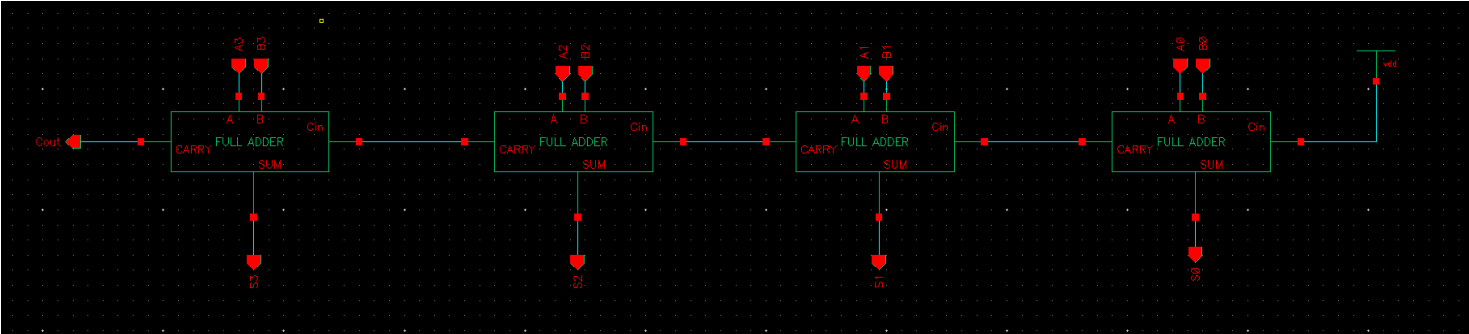 A3 B3 A2 B2 A1 B1 A0 B0
vdd
A B Cin A B Cin A B Cin A B Cin
Cout CARRY FULL ADDER CARRY FULL ADDER CARRY FULL ADDER CARRY FULL ADDER
SUM SUM SUM SUM
S3 S2 S1 S0